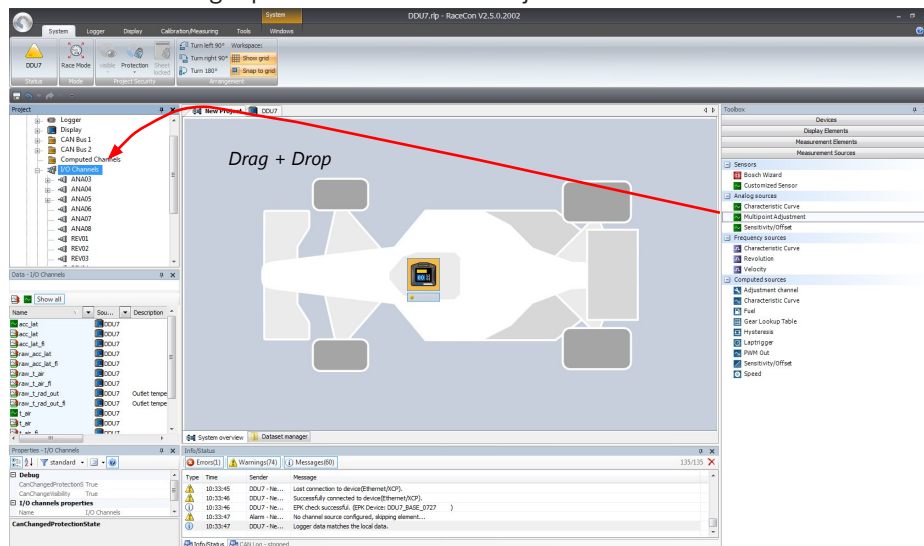 System
DDU7.rlp - RaceCon V2.5.0.2002
System Logger Display Calibration/Measuring Tools Windows
DDU7
Race Mode
visible Protection Sheet locked
Turn left 90° Workspace:
Turn right 90° Show grid
Turn 180° Snap to grid
Status Mode Project Security Arrangement
Project
Logger
Display
CAN Bus 1
CAN Bus 2
Computed Channels
I/O Channels
ANA03
ANA04
ANA05
ANA06
ANA07
ANA08
REV01
REV02
REV03
New Project DDU7
Drag + Drop
System overview Dataset manager
Toolbox
Devices
Display Elements
Measurement Elements
Measurement Sources
Sensors
Bosch Wizard
Customized Sensor
Analog sources
Characteristic Curve
Multipoint Adjustment
Sensitivity/Offset
Frequency sources
Characteristic Curve
Revolution
Velocity
Computed sources
Adjustment channel
Characteristic Curve
Fuel
Gear Lookup Table
Hysteresis
Laptrigger
PWM Out
Sensitivity/Offset
Speed
Data - I/O Channels
Show all
Name Sou... Description
acc_lat DDU7
acc_lat DDU7
acc_lat_fl DDU7
raw_acc_lat DDU7
raw_acc_lat_fl DDU7
raw_t_air DDU7
raw_t_air_fl DDU7
raw_t_rad_out DDU7 Outlet tempe
raw_t_rad_out_fl DDU7 Outlet tempe
t_air DDU7
t_air DDU7
Properties - I/O Channels
standard
Debug
CanChangedProtectionS True
CanChangeVisibility True
I/O channels properties
Name I/O Channels
CanChangedProtectionState
Info/Status
Errors(1) Warnings(74) Messages(60) 135/135
Type Time Sender Message
10:33:45 DDU7 - Ne... Lost connection to device(Ethernet/XCP).
10:33:46 DDU7 - Ne... Successfully connected to device(Ethernet/XCP).
10:33:46 DDU7 - Ne... EPK check successful. (EPK Device: DDU7_BASE_0727 )
10:33:47 Alarm - Ne... No channel source configured, skipping element...
10:33:47 DDU7 - Ne... Logger data matches the local data.
Info/Status CAN Log - stopped